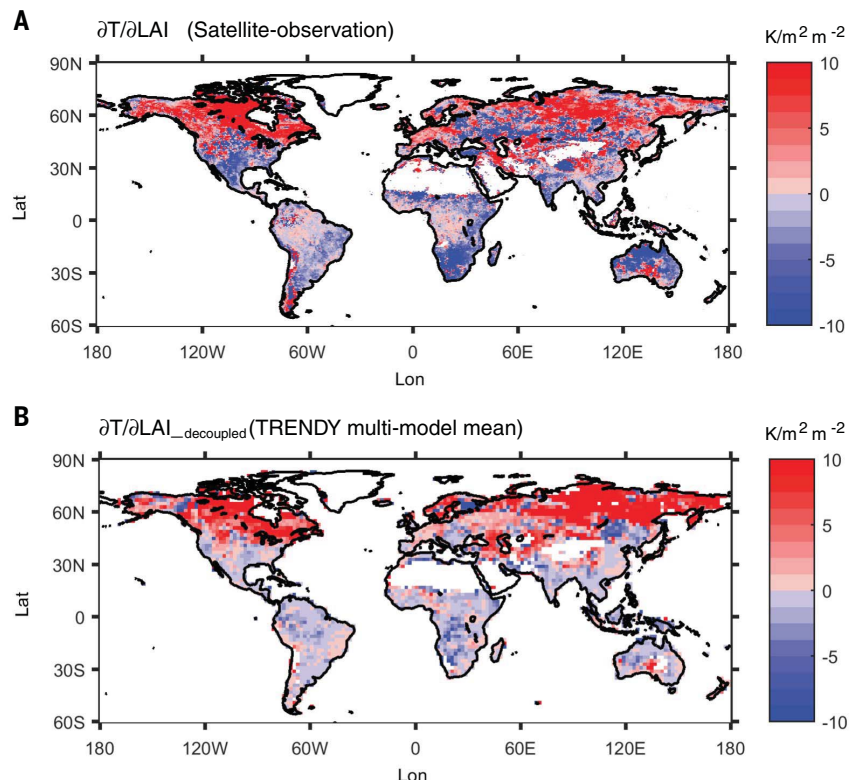 A
∂T/∂LAI (Satellite-observation)
K/m² m⁻²
90N
60N
30N
0
30S
60S
Lat
180
120W
60W
0
60E
120E
180
Lon
10
5
0
-5
-10
B
∂T/∂LAI_decoupled (TRENDY multi-model mean)
K/m² m⁻²
90N
60N
30N
0
30S
60S
Lat
180
120W
60W
0
60E
120E
180
Lon
10
5
0
-5
-10